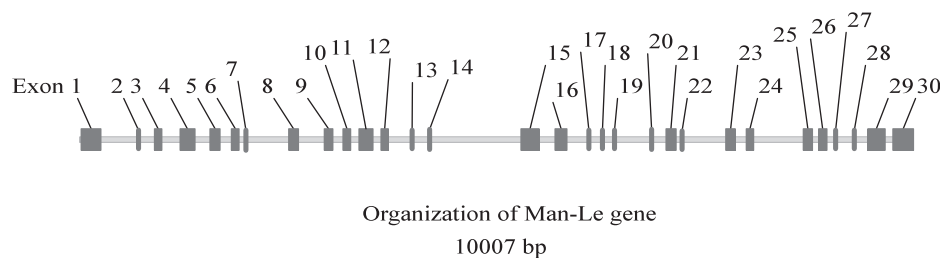 Exon 1 2 3 4 5 6 7 8 9 10 11 12 13 14 15 16 17 18 19 20 21 22 23 24 25 26 27 28 29 30
Organization of Man-Le gene
10007 bp